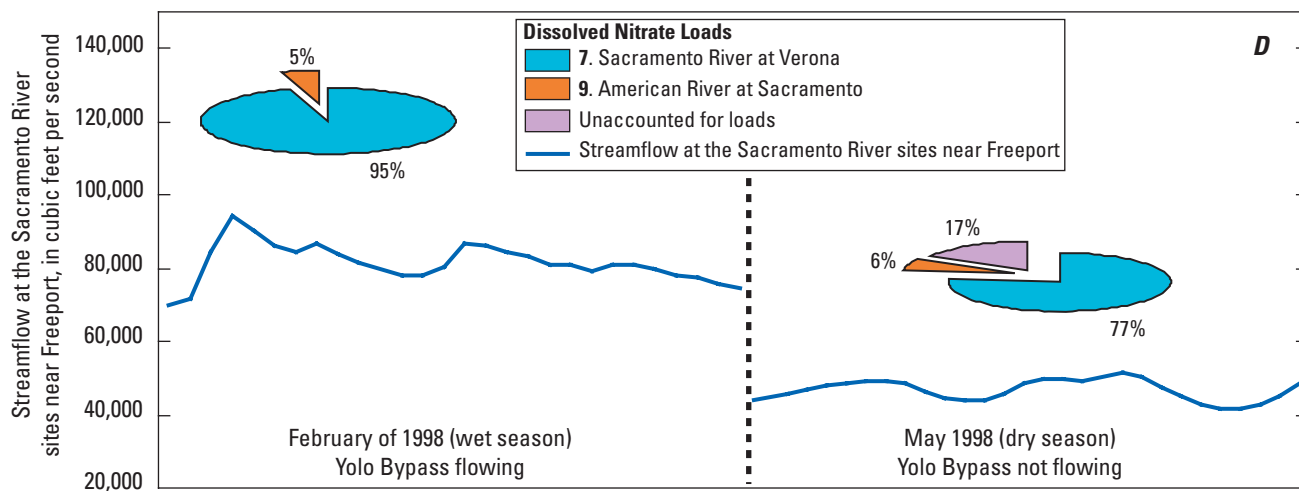 Streamflow at the Sacramento River
sites near Freeport, in cubic feet per second
140,000
120,000
100,000
80,000
60,000
40,000
20,000
5%
95%
Dissolved Nitrate Loads
7. Sacramento River at Verona
9. American River at Sacramento
Unaccounted for loads
Streamflow at the Sacramento River sites near Freeport
D
17%
6%
77%
February of 1998 (wet season)
Yolo Bypass flowing
May 1998 (dry season)
Yolo Bypass not flowing